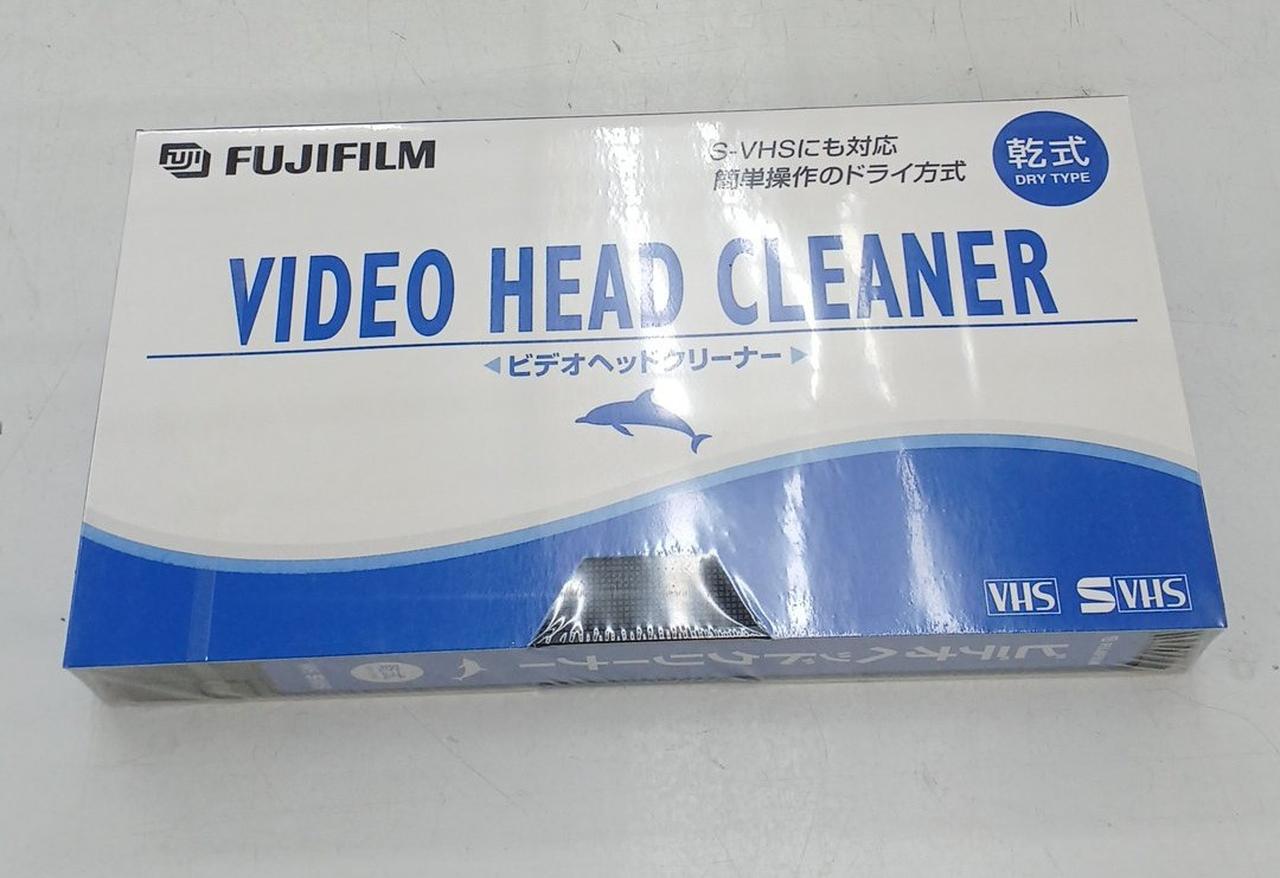 FUJI FUJIFILM
S-VHSにも対応
簡単操作のドライ方式
乾式
DRY TYPE
VIDEO HEAD CLEANER
ビデオヘッドクリーナー
VHS S VHS
ビデオヘッドクリーナー